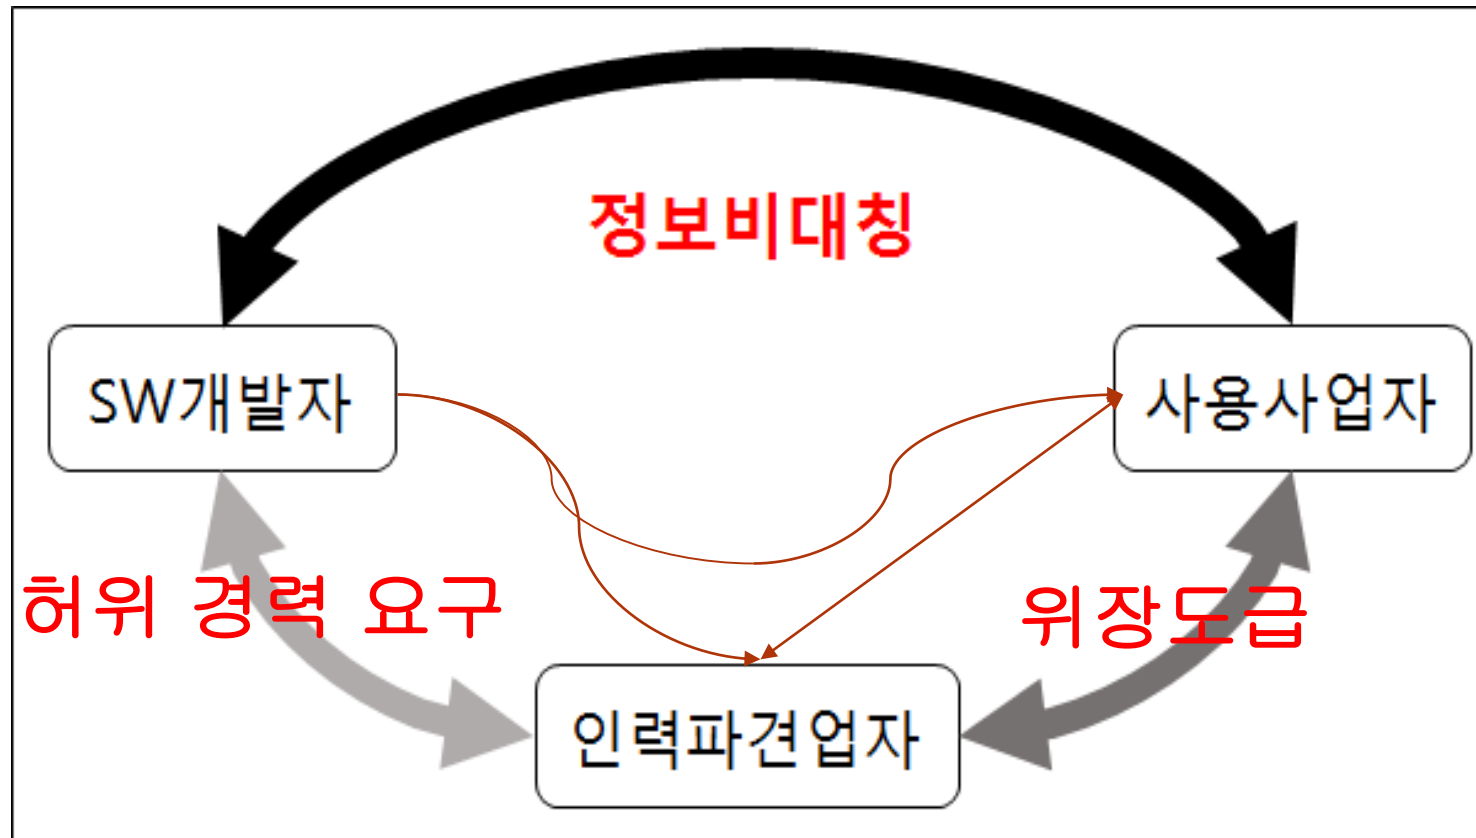 정보비대칭
SW개발자
사용사업자
허위 경력 요구
위장도급
인력파견업자